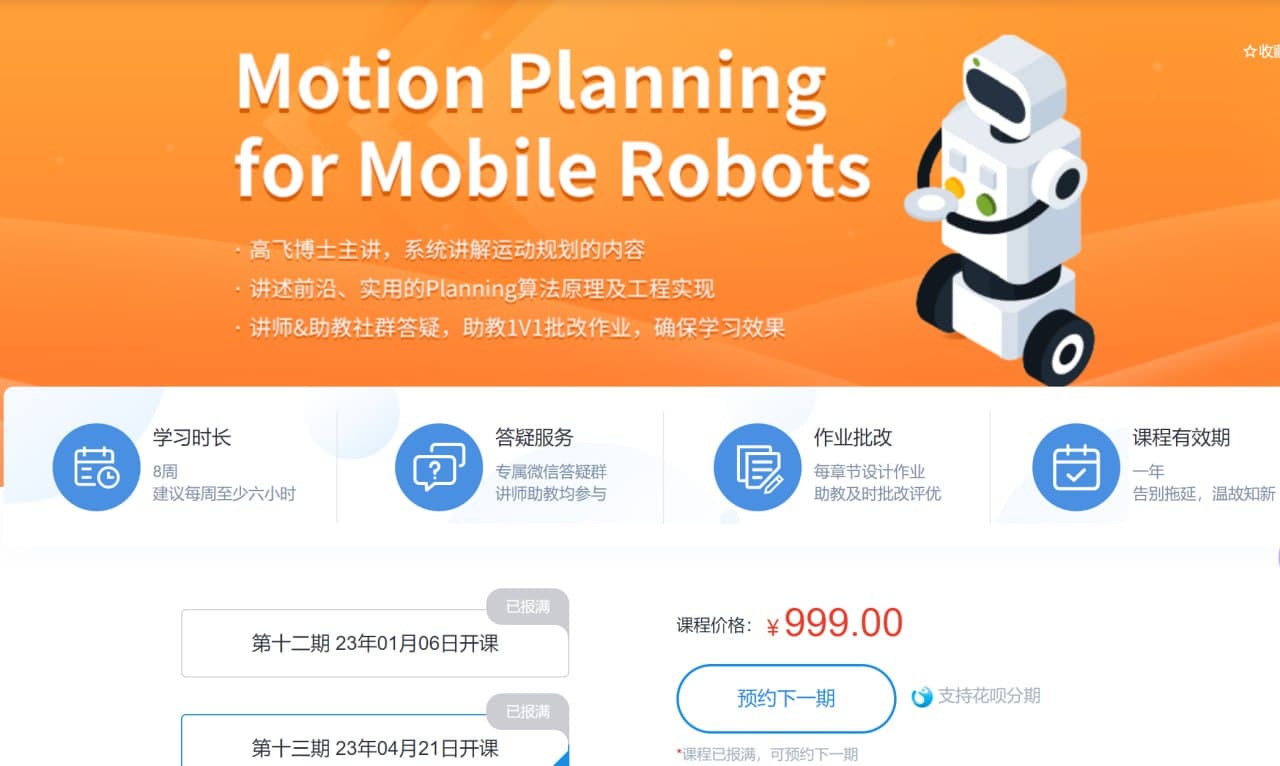 ☆收藏
Motion Planning
for Mobile Robots
· 高飞博士主讲，系统讲解运动规划的内容
· 讲述前沿、实用的Planning算法原理及工程实现
· 讲师&助教社群答疑，助教1V1批改作业，确保学习效果
学习时长
8周
建议每周至少六小时
答疑服务
专属微信答疑群
讲师助教均参与
作业批改
每章节设计作业
助教及时批改评优
课程有效期
一年
告别拖延，温故知新
已报满
第十二期 23年01月06日开课
已报满
第十三期 23年04月21日开课
课程价格：￥999.00
预约下一期
支持花呗分期
*课程已报满，可预约下一期